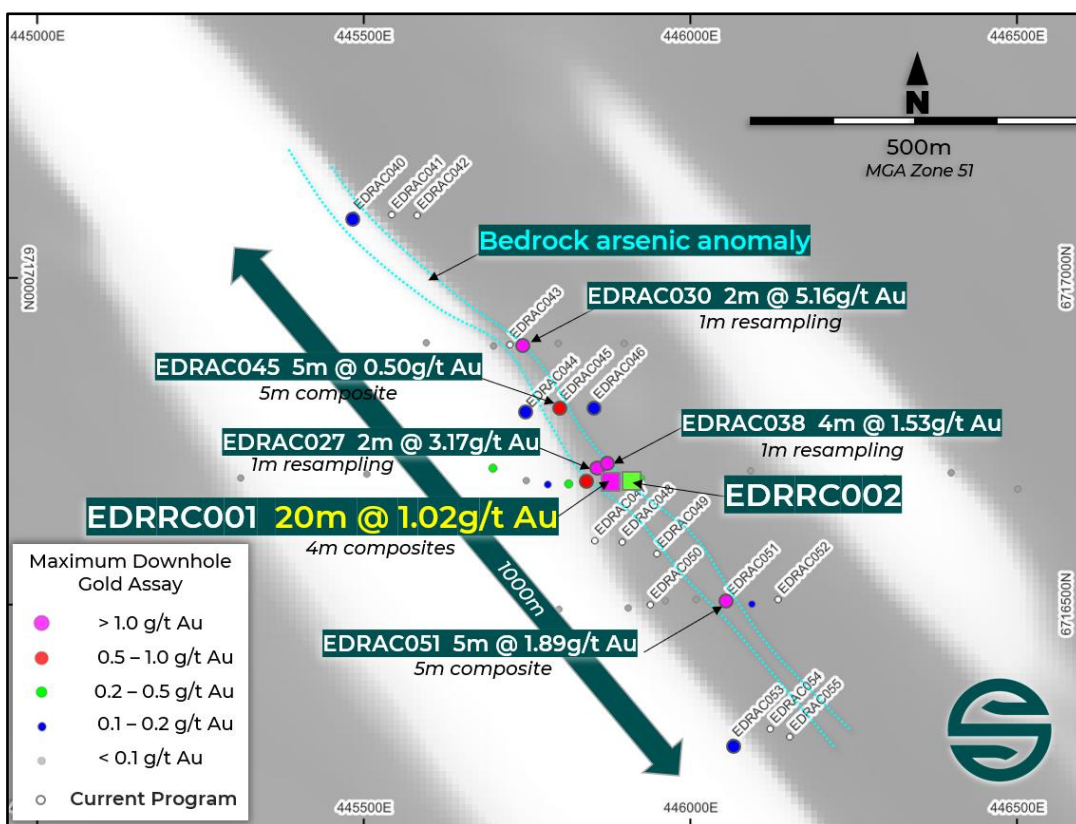 445000E
445500E
446000E
446500N
N
500m
MGA Zone 51
EDRAC040
EDRAC041
EDRAC042
Bedrock arsenic anomaly
6717000N
6717000N
EDRAC043
EDRAC030 2m @ 5.16g/t Au
1m resampling
EDRAC045 5m @ 0.50g/t Au
5m composite
EDRAC044
EDRAC045
EDRAC046
EDRAC027 2m @ 3.17g/t Au
1m resampling
EDRAC038 4m @ 1.53g/t Au
1m resampling
EDRRC001 20m @ 1.02g/t Au
4m composites
EDRRC002
EDRAC047
EDRAC048
EDRAC049
EDRAC050
EDRAC051
EDRAC052
1000m
6716500N
EDRAC051 5m @ 1.89g/t Au
5m composite
EDRAC053
EDRAC054
EDRAC055
Maximum Downhole
Gold Assay
> 1.0 g/t Au
0.5 – 1.0 g/t Au
0.2 – 0.5 g/t Au
0.1 – 0.2 g/t Au
< 0.1 g/t Au
Current Program
445500E
446000E
446500E